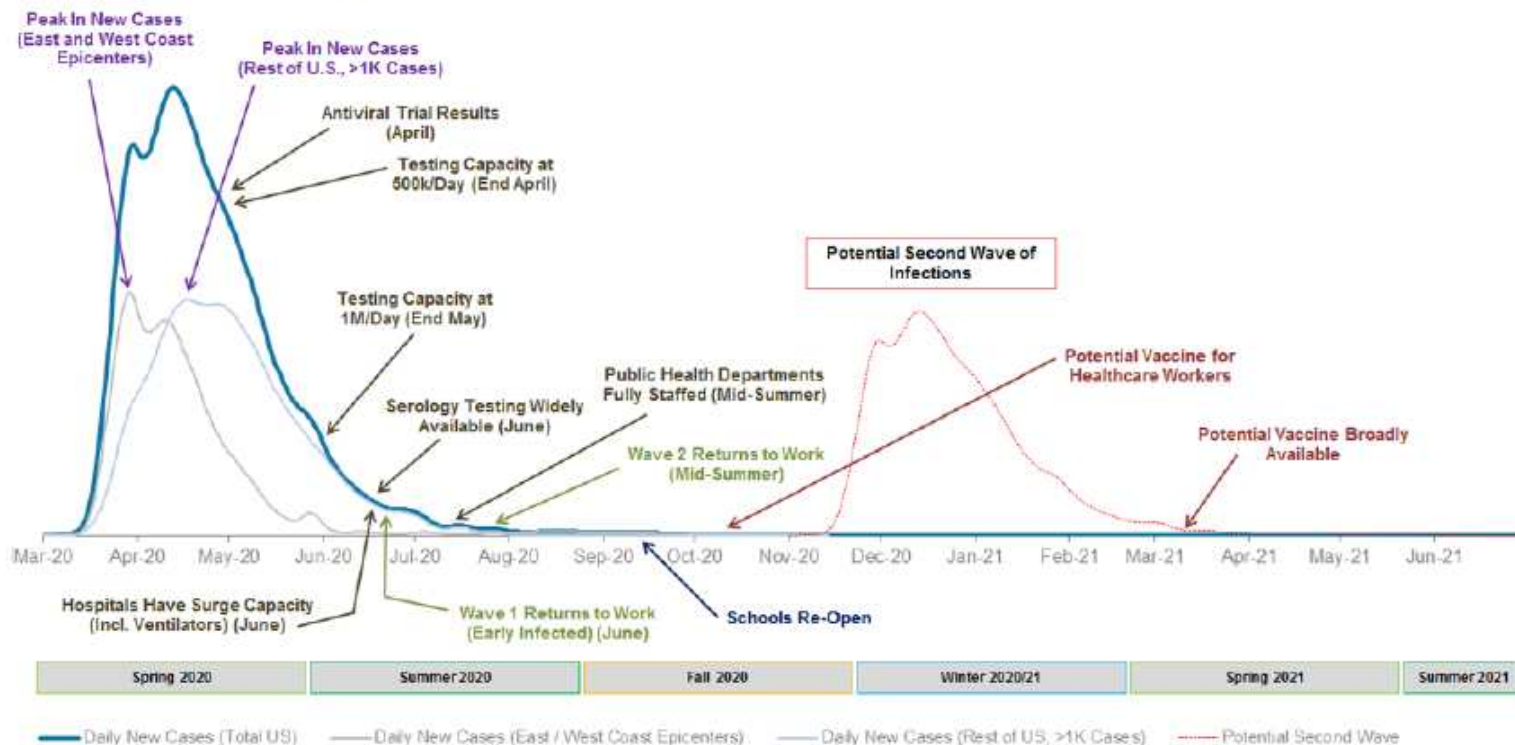 Peak In New Cases
(East and West Coast
Epicenters)
Peak In New Cases
(Rest of U.S., >1K Cases)
Antiviral Trial Results
(April)
Testing Capacity at
500k/Day (End April)
Testing Capacity at
1M/Day (End May)
Serology Testing Widely
Available (June)
Public Health Departments
Fully Staffed (Mid-Summer)
Wave 2 Returns to Work
(Mid-Summer)
Potential Second Wave of
Infections
Potential Vaccine for
Healthcare Workers
Potential Vaccine Broadly
Available
Mar-20 Apr-20 May-20 Jun-20 Jul-20 Aug-20 Sep-20 Oct-20 Nov-20 Dec-20 Jan-21 Feb-21 Mar-21 Apr-21 May-21 Jun-21
Hospitals Have Surge Capacity
(Incl. Ventilators) (June)
Wave 1 Returns to Work
(Early Infected) (June)
Schools Re-Open
Spring 2020 Summer 2020 Fall 2020 Winter 2020/21 Spring 2021 Summer 2021
Daily New Cases (Total US) Daily New Cases (East / West Coast Epicenters) Daily New Cases (Rest of US, >1K Cases) Potential Second Wave